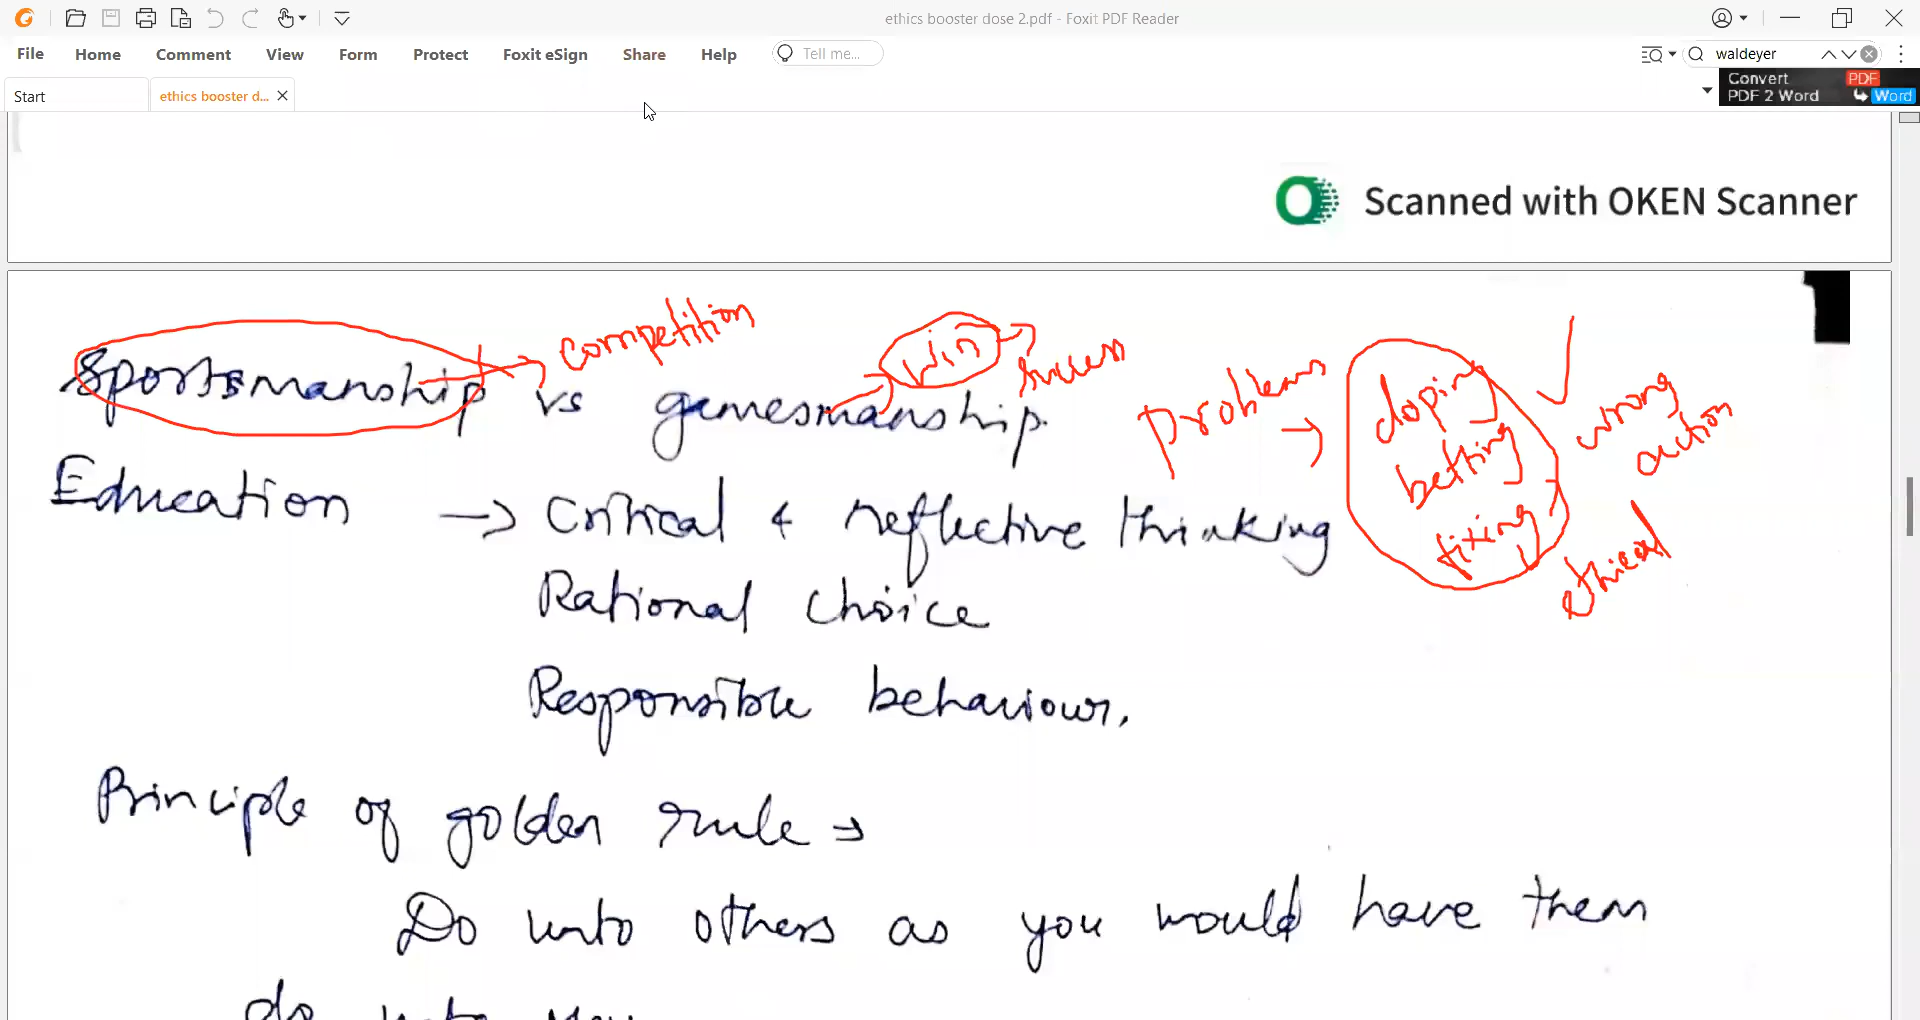 ethics booster dose 2.pdf - Foxit PDF Reader
File Home Comment View Form Protect Foxit eSign Share Help Tell me... waldeyer
Start ethics booster d...
Convert PDF
PDF 2 Word Word
Scanned with OKEN Scanner
competition
win
success
Sportsmanship vs gamesmanship.
problems →
doping
betting
fixing
wrong
action
ethical
Education → Critical & reflective thinking
Rational choice
Responsible behaviour.
Principle of golden rule →
Do unto others as you would have them
do unto you